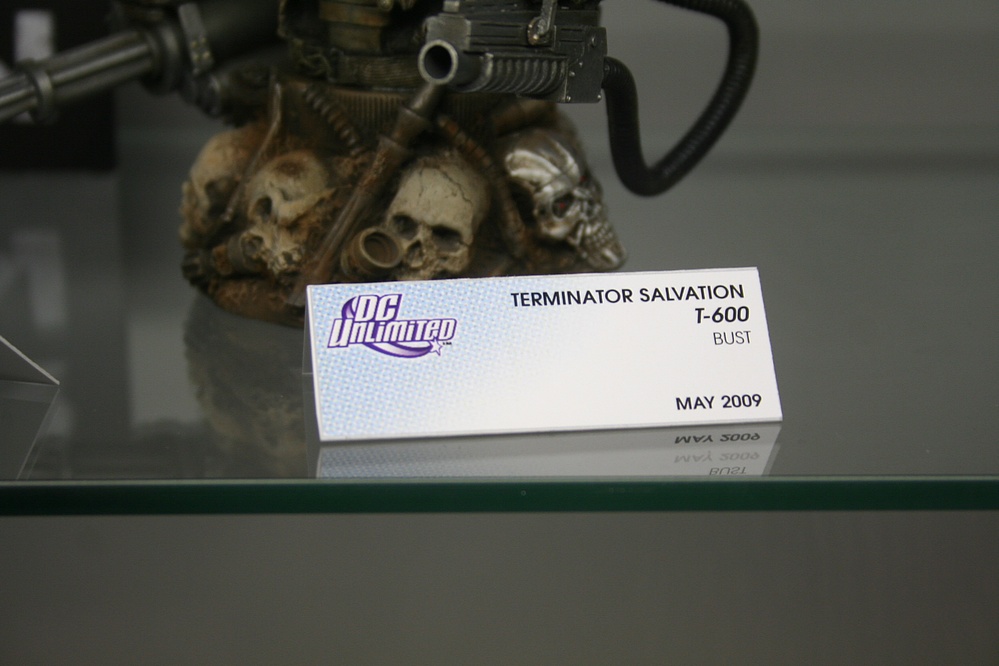 DC
UNLIMITED
TERMINATOR SALVATION
T-600
BUST
MAY 2009